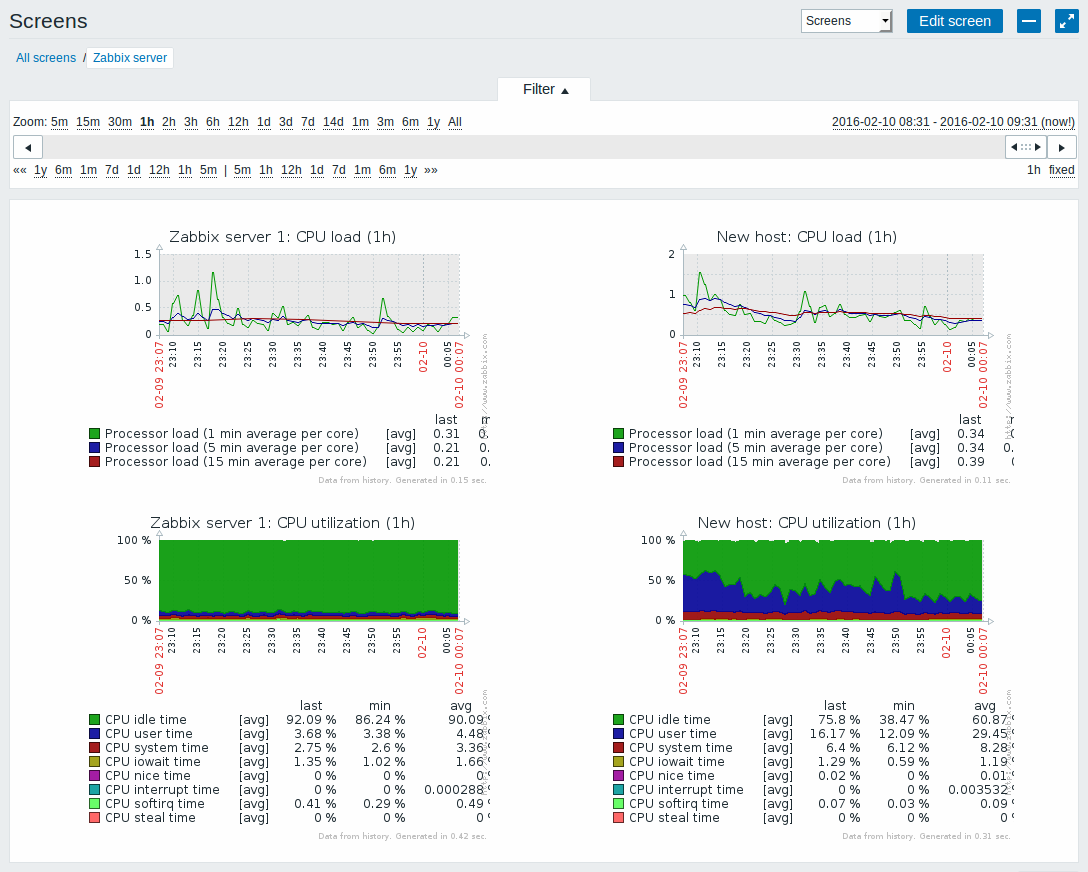 Screens
Screens
Edit screen
All screens / Zabbix server
Filter
Zoom: 5m 15m 30m 1h 2h 3h 6h 12h 1d 3d 7d 14d 1m 3m 6m 1y All
2016-02-10 08:31 - 2016-02-10 09:31 (now!)
«« 1y 6m 1m 7d 1d 12h 1h 5m | 5m 1h 12h 1d 7d 1m 6m 1y »»
1h fixed
Zabbix server 1: CPU load (1h)
1.5
1.0
0.5
0
02-09 23:07
23:10
23:15
23:20
23:25
23:30
23:35
23:40
23:45
23:50
23:55
02-10
00:05
02-10 00:07
last
Processor load (1 min average per core) [avg] 0.31 0.
Processor load (5 min average per core) [avg] 0.21 0.
Processor load (15 min average per core) [avg] 0.21 0.
Data from history. Generated in 0.15 sec.
New host: CPU load (1h)
2
1
0
02-09 23:07
23:10
23:15
23:20
23:25
23:30
23:35
23:40
23:45
23:50
23:55
02-10
00:05
02-10 00:07
last
Processor load (1 min average per core) [avg] 0.34
Processor load (5 min average per core) [avg] 0.34 0.
Processor load (15 min average per core) [avg] 0.39
Data from history. Generated in 0.11 sec.
Zabbix server 1: CPU utilization (1h)
100 %
50 %
0 %
02-09 23:07
23:10
23:15
23:20
23:25
23:30
23:35
23:40
23:45
23:50
23:55
02-10
00:05
02-10 00:07
last min avg
CPU idle time [avg] 92.09 % 86.24 % 90.09
CPU user time [avg] 3.68 % 3.38 % 4.48
CPU system time [avg] 2.75 % 2.6 % 3.36
CPU iowait time [avg] 1.35 % 1.02 % 1.66
CPU nice time [avg] 0 % 0 % 0
CPU interrupt time [avg] 0 % 0 % 0.000288
CPU softirq time [avg] 0.41 % 0.29 % 0.49
CPU steal time [avg] 0 % 0 % 0
Data from history. Generated in 0.42 sec.
New host: CPU utilization (1h)
100 %
50 %
0 %
02-09 23:07
23:10
23:15
23:20
23:25
23:30
23:35
23:40
23:45
23:50
23:55
02-10
00:05
02-10 00:07
last min avg
CPU idle time [avg] 75.8 % 38.47 % 60.87
CPU user time [avg] 16.17 % 12.09 % 29.45
CPU system time [avg] 6.4 % 6.12 % 8.28
CPU iowait time [avg] 1.29 % 0.59 % 1.19
CPU nice time [avg] 0.02 % 0 % 0.01
CPU interrupt time [avg] 0 % 0 % 0.003532
CPU softirq time [avg] 0.07 % 0.03 % 0.09
CPU steal time [avg] 0 % 0 % 0
Data from history. Generated in 0.31 sec.